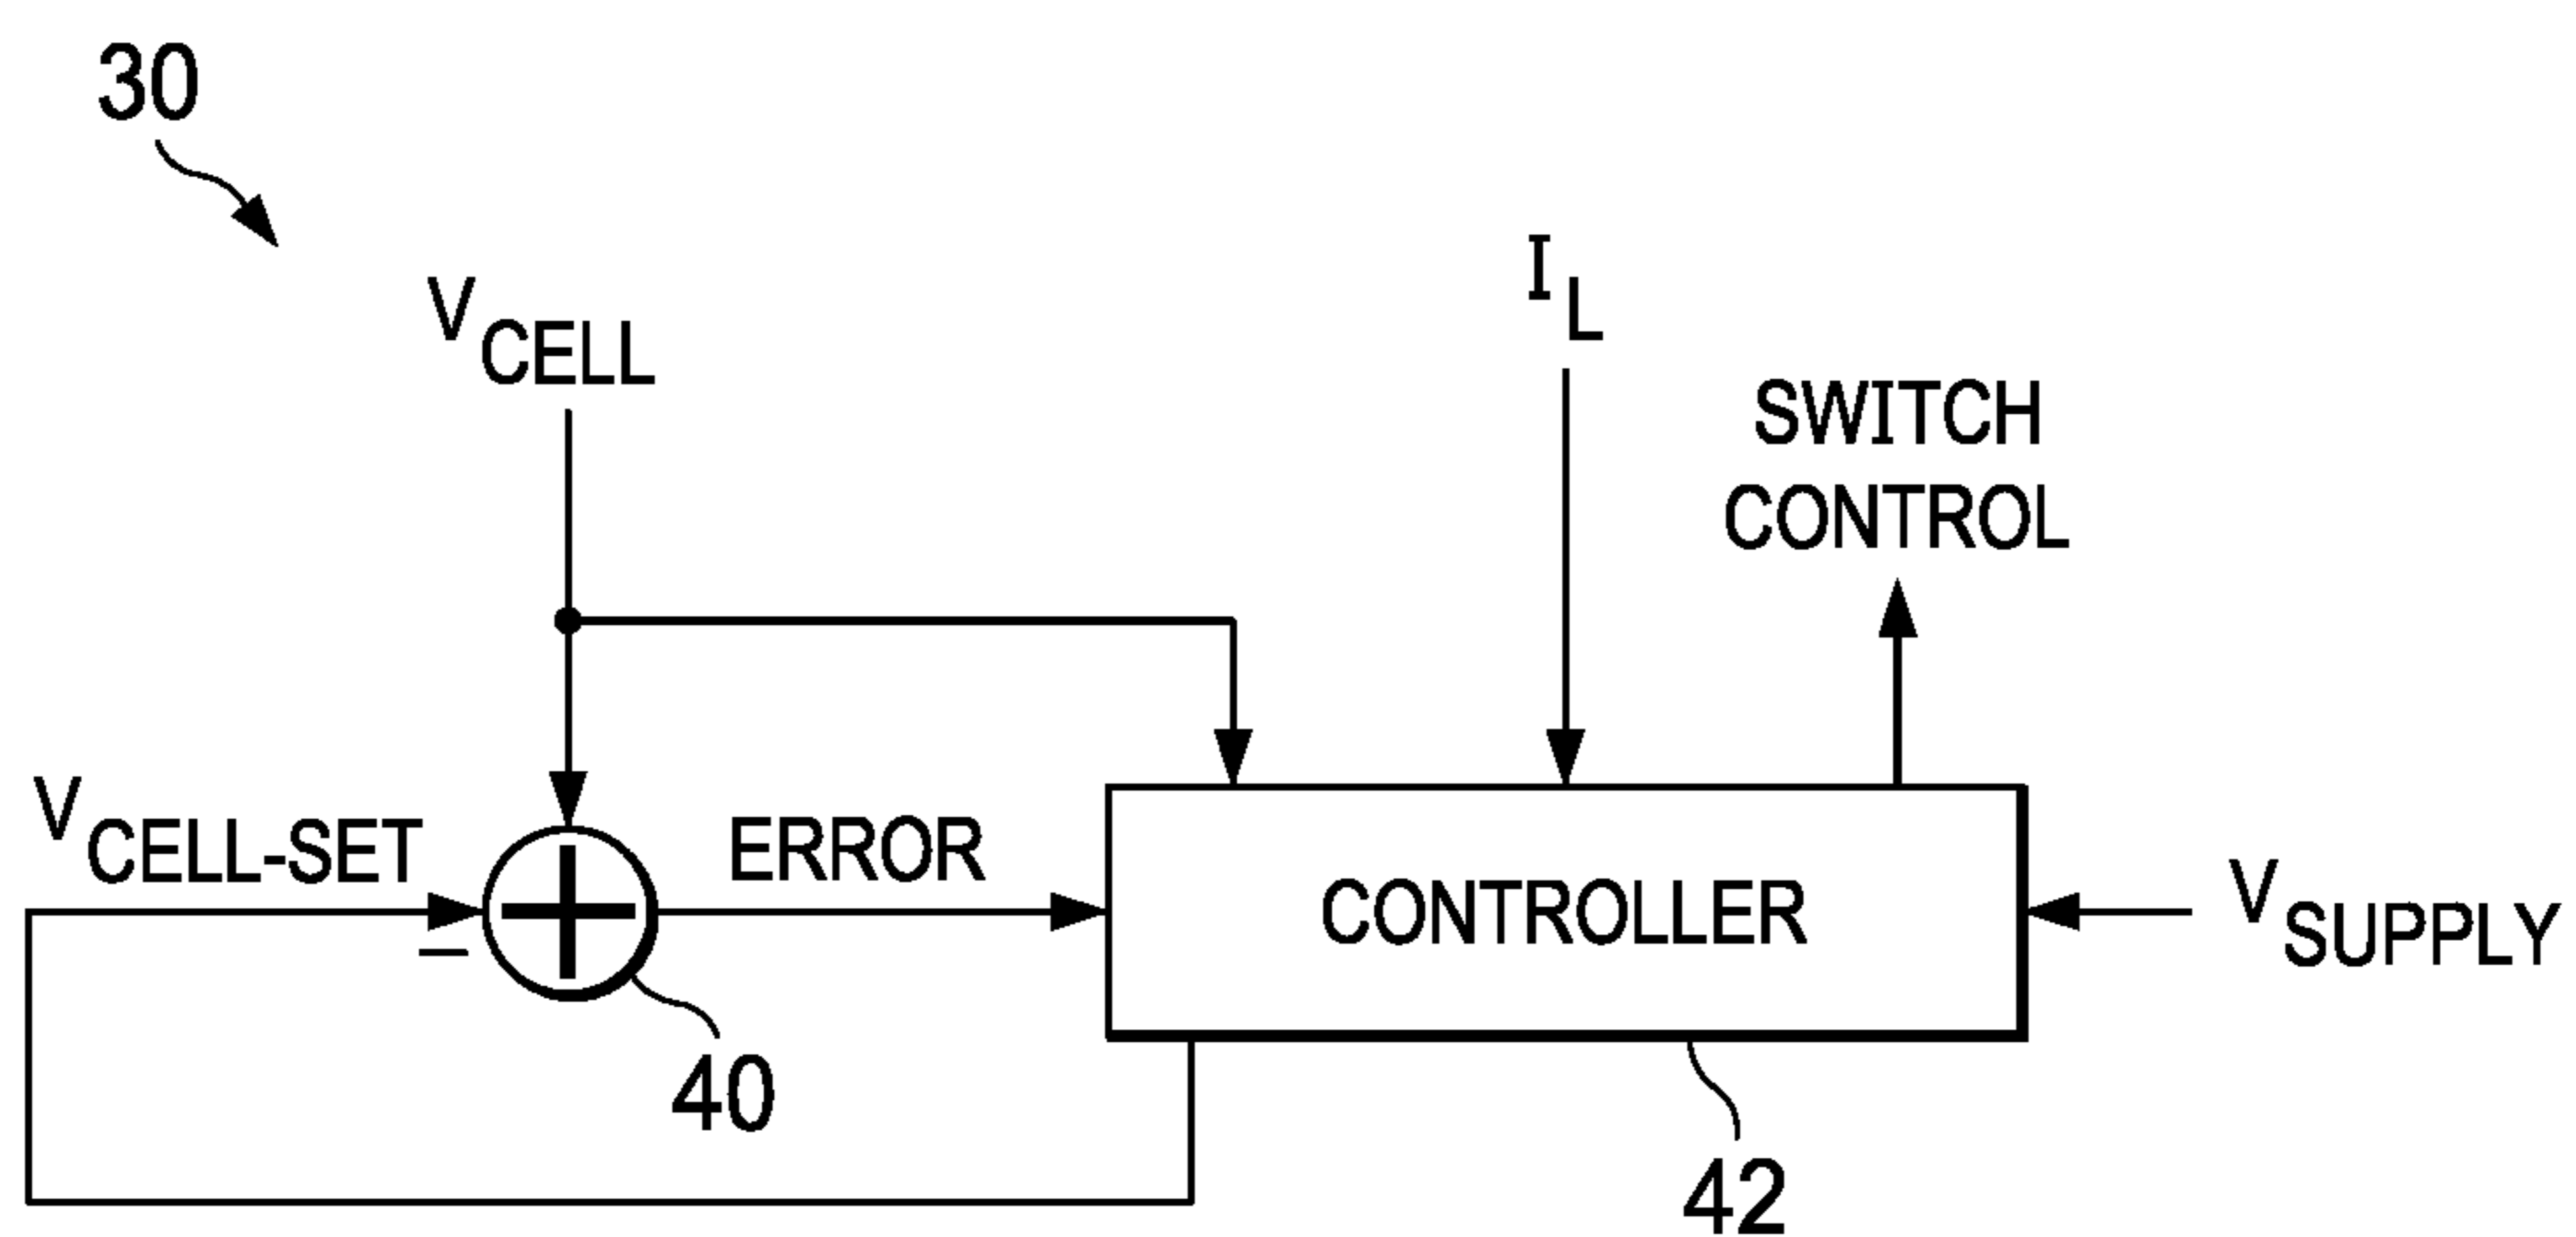 30
VCELL
IL
SWITCH
CONTROL
VCELL-SET
−
ERROR
CONTROLLER
VSUPPLY
40
42